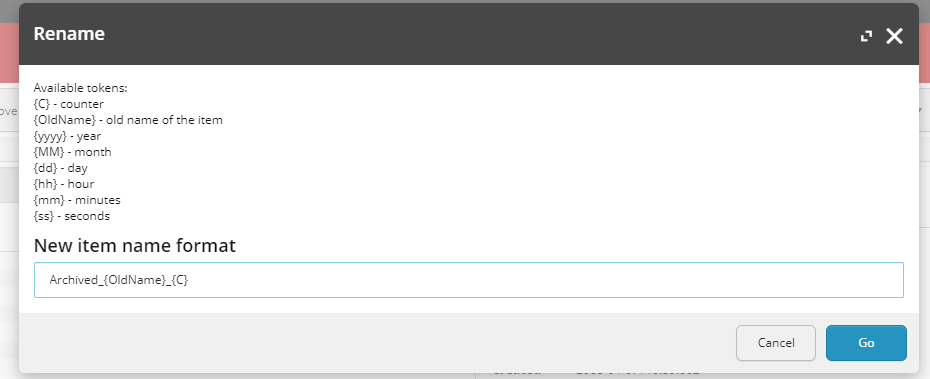 Rename
Available tokens:
{C} - counter
{OldName} - old name of the item
{yyyy} - year
{MM} - month
{dd} - day
{hh} - hour
{mm} - minutes
{ss} - seconds
New item name format
Archived_{OldName}_{C}
Cancel
Go